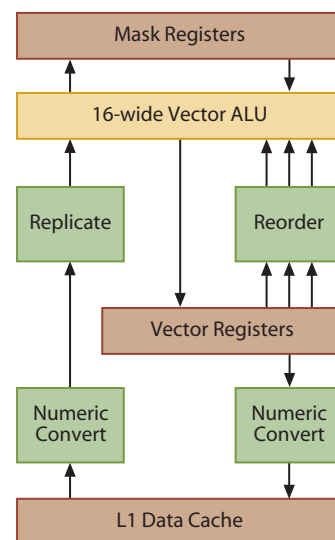 Mask Registers
16-wide Vector ALU
Replicate
Reorder
Vector Registers
Numeric
Convert
Numeric
Convert
L1 Data Cache